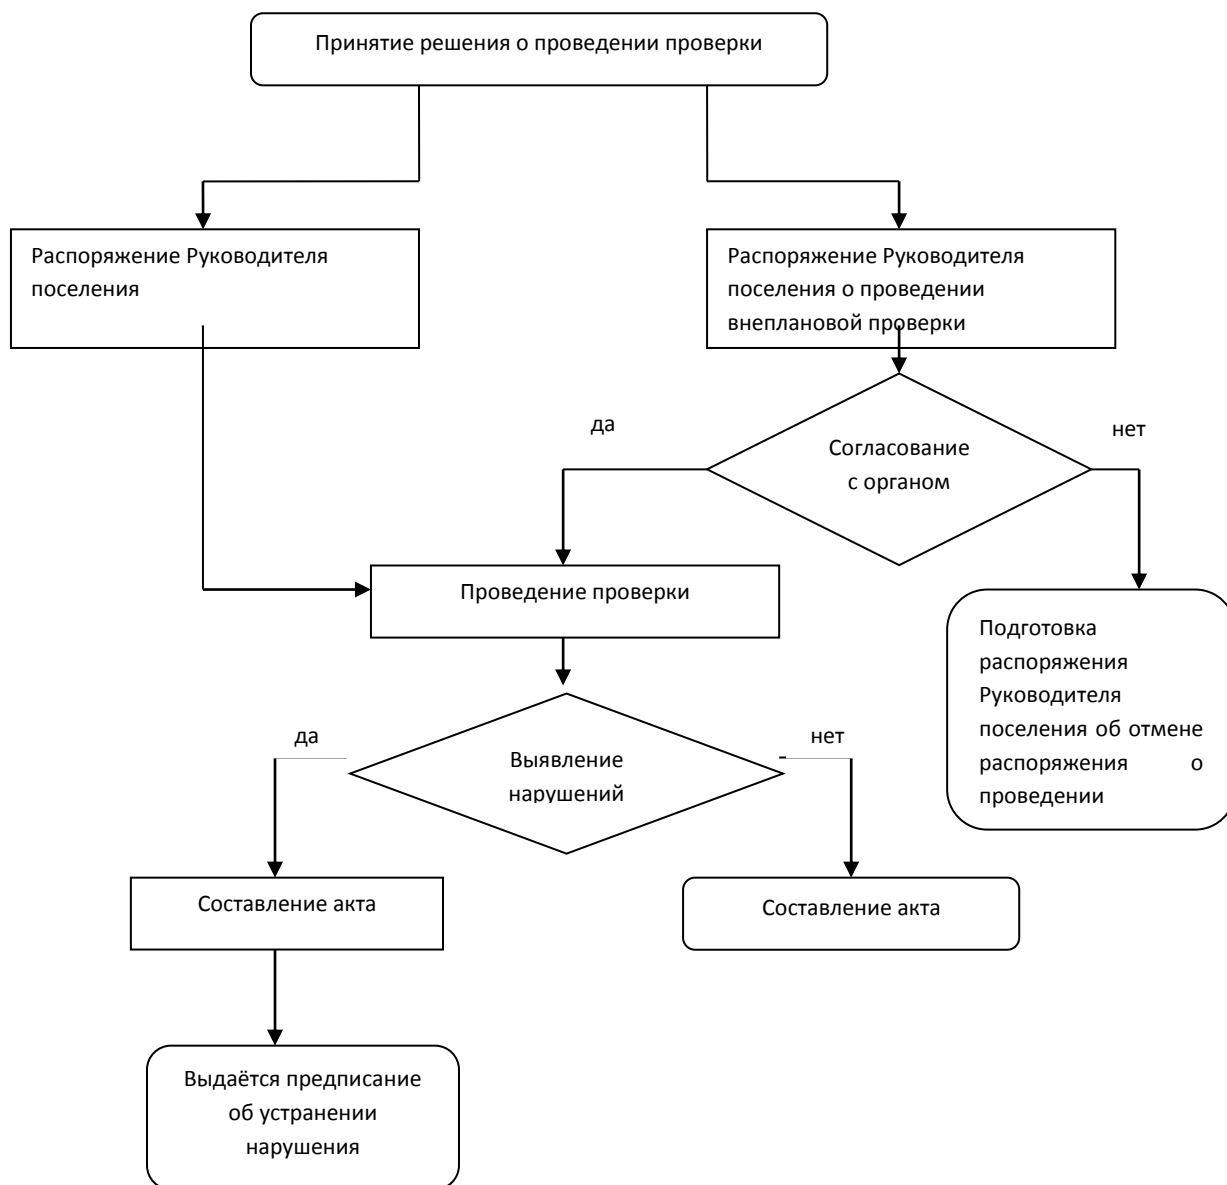 Принятие решения о проведении проверки
Распоряжение Руководителя
поселения
Распоряжение Руководителя
поселения о проведении
внеплановой проверки
да
нет
Согласование
с органом
Проведение проверки
Подготовка
распоряжения
Руководителя
поселения об отмене
распоряжения о
проведении
да
нет
Выявление
нарушений
Составление акта
Составление акта
Выдаётся предписание
об устранении
нарушения